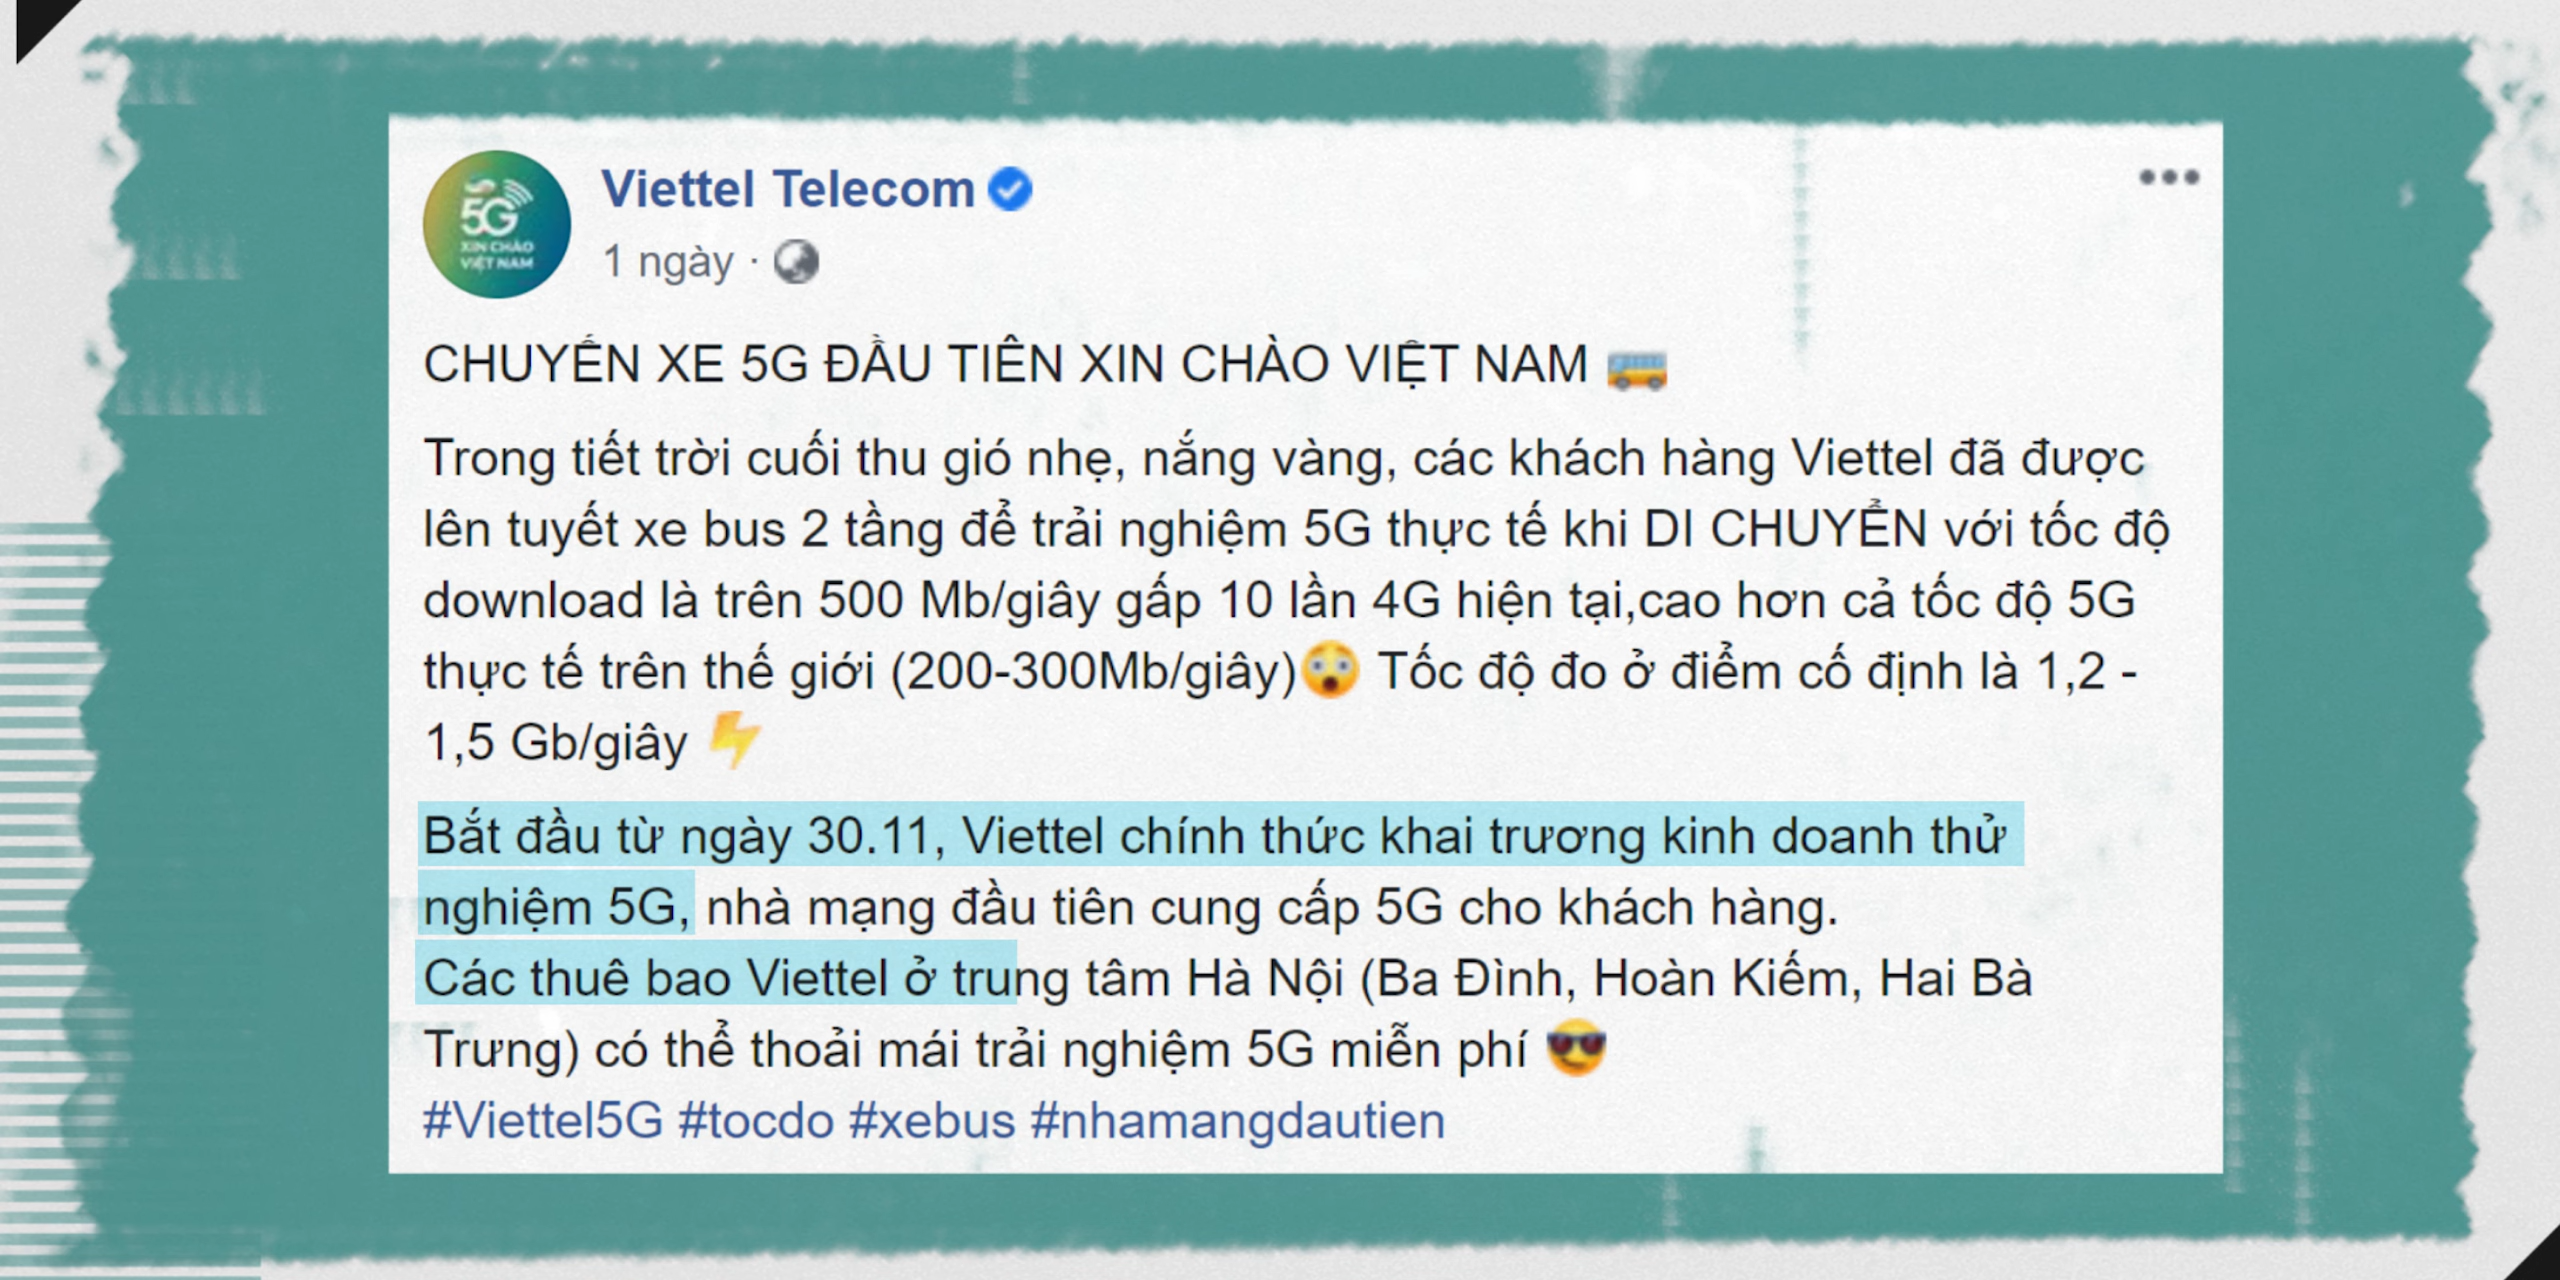 5G
XIN CHÀO
VIỆT NAM
Viettel Telecom
1 ngày ·
CHUYẾN XE 5G ĐẦU TIÊN XIN CHÀO VIỆT NAM 🚌
Trong tiết trời cuối thu gió nhẹ, nắng vàng, các khách hàng Viettel đã được
lên tuyết xe bus 2 tầng để trải nghiệm 5G thực tế khi DI CHUYỂN với tốc độ
download là trên 500 Mb/giây gấp 10 lần 4G hiện tại,cao hơn cả tốc độ 5G
thực tế trên thế giới (200-300Mb/giây)😲 Tốc độ đo ở điểm cố định là 1,2 -
1,5 Gb/giây ⚡
Bắt đầu từ ngày 30.11, Viettel chính thức khai trương kinh doanh thử
nghiệm 5G, nhà mạng đầu tiên cung cấp 5G cho khách hàng.
Các thuê bao Viettel ở trung tâm Hà Nội (Ba Đình, Hoàn Kiếm, Hai Bà
Trưng) có thể thoải mái trải nghiệm 5G miễn phí 😎
#Viettel5G #tocdo #xebus #nhamangdautien